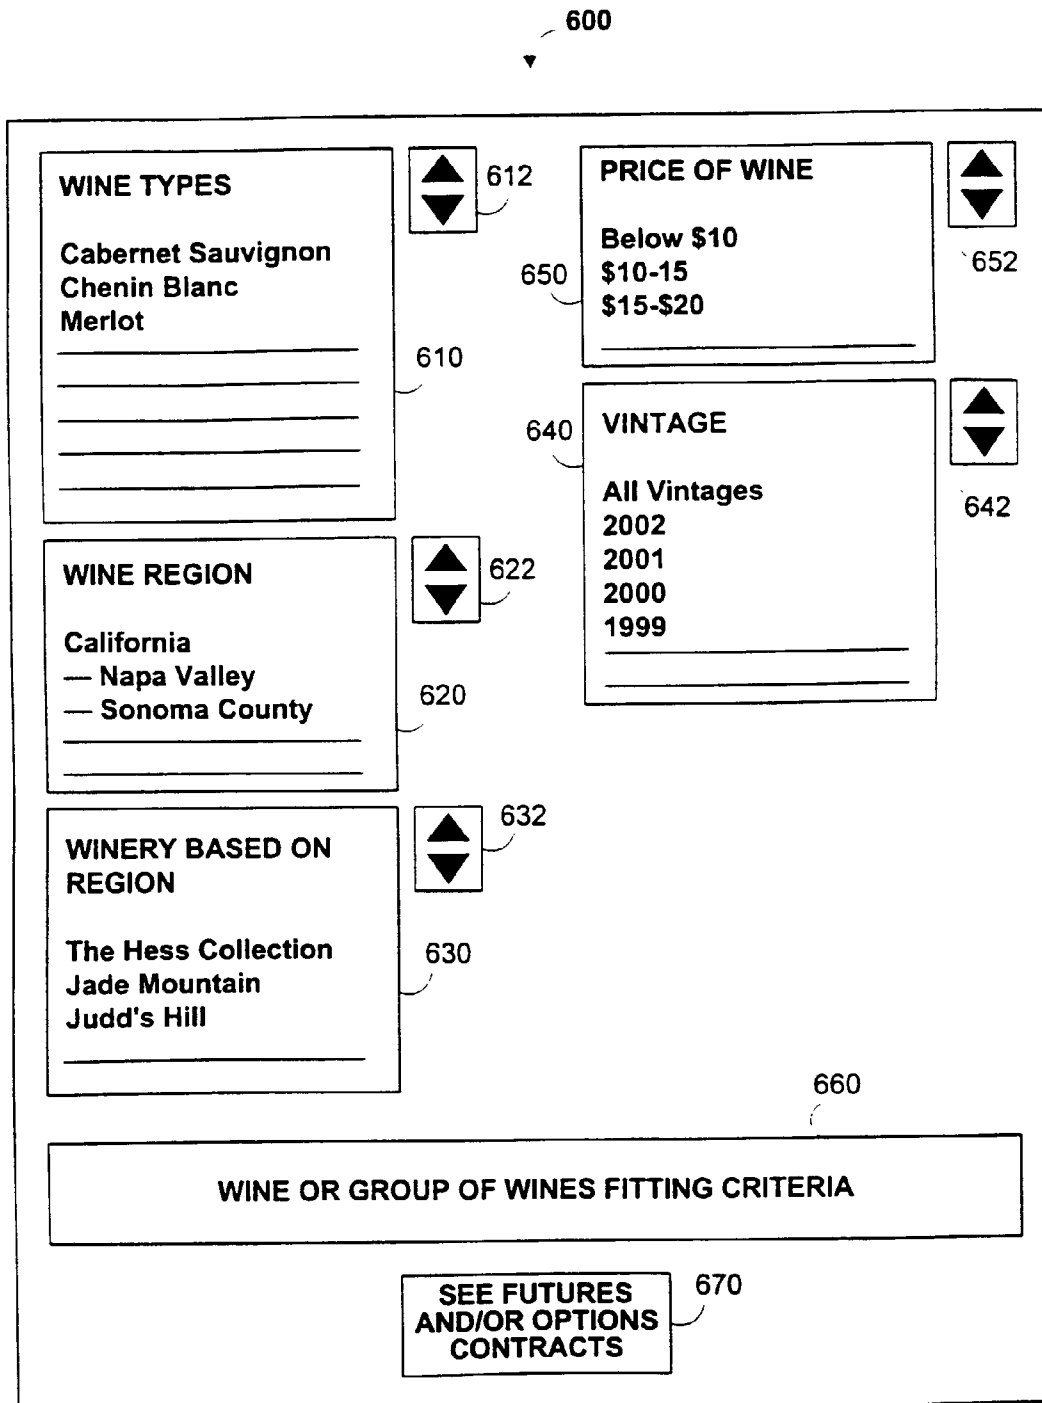 600
WINE TYPES
Cabernet Sauvignon
Chenin Blanc
Merlot
612
610
WINE REGION
California
— Napa Valley
— Sonoma County
622
620
WINERY BASED ON
REGION
The Hess Collection
Jade Mountain
Judd's Hill
632
630
PRICE OF WINE
Below $10
$10-15
$15-$20
650
652
VINTAGE
All Vintages
2002
2001
2000
1999
640
642
660
WINE OR GROUP OF WINES FITTING CRITERIA
SEE FUTURES
AND/OR OPTIONS
CONTRACTS
670